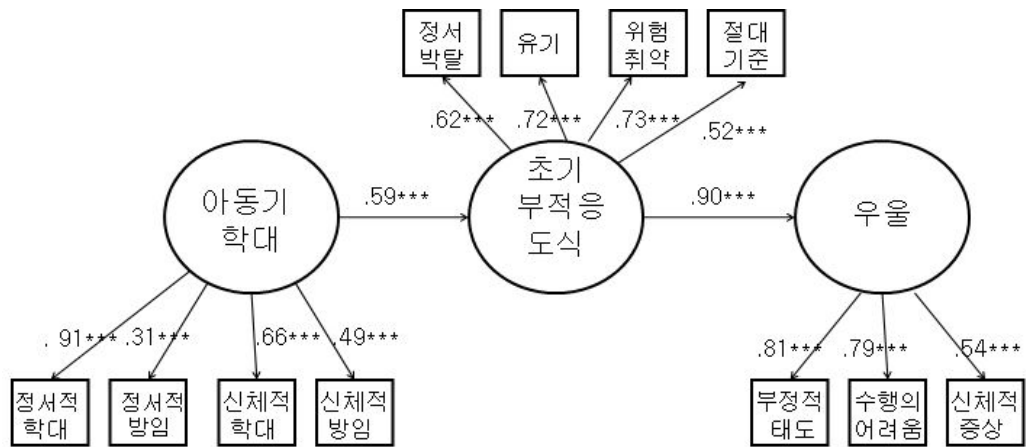 정서
박탈
유기
위험
취약
절대
기준
.62***
.72***
.73***
.52***
아동기
학대
.59***
초기
부적응
도식
.90***
우울
. 91***
.31***
.66***
.49***
.81***
.79***
.54***
정서적
학대
정서적
방임
신체적
학대
신체적
방임
부정적
태도
수행의
어려움
신체적
증상